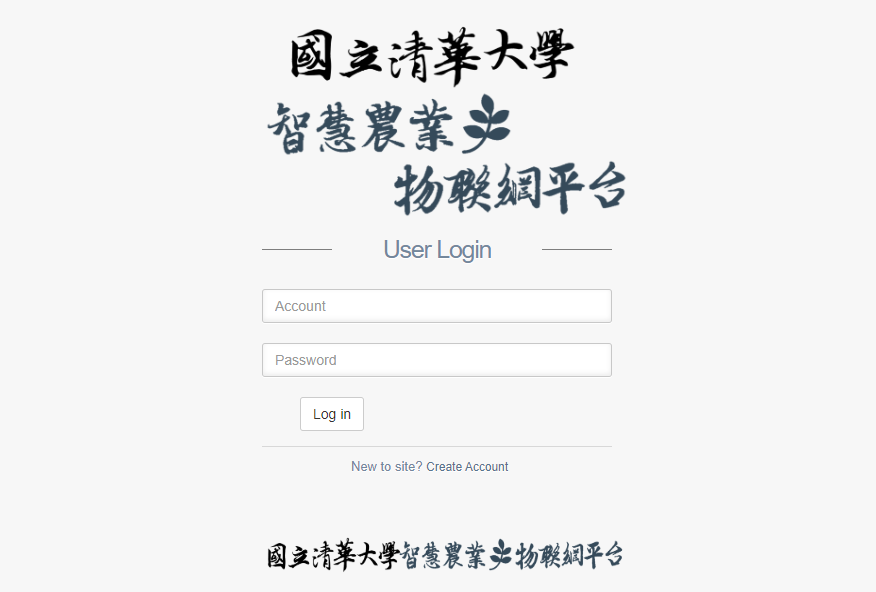 國立清華大學
智慧農業
物聯網平台
User Login
Account
Password
Log in
New to site? Create Account
國立清華大學智慧農業物聯網平台